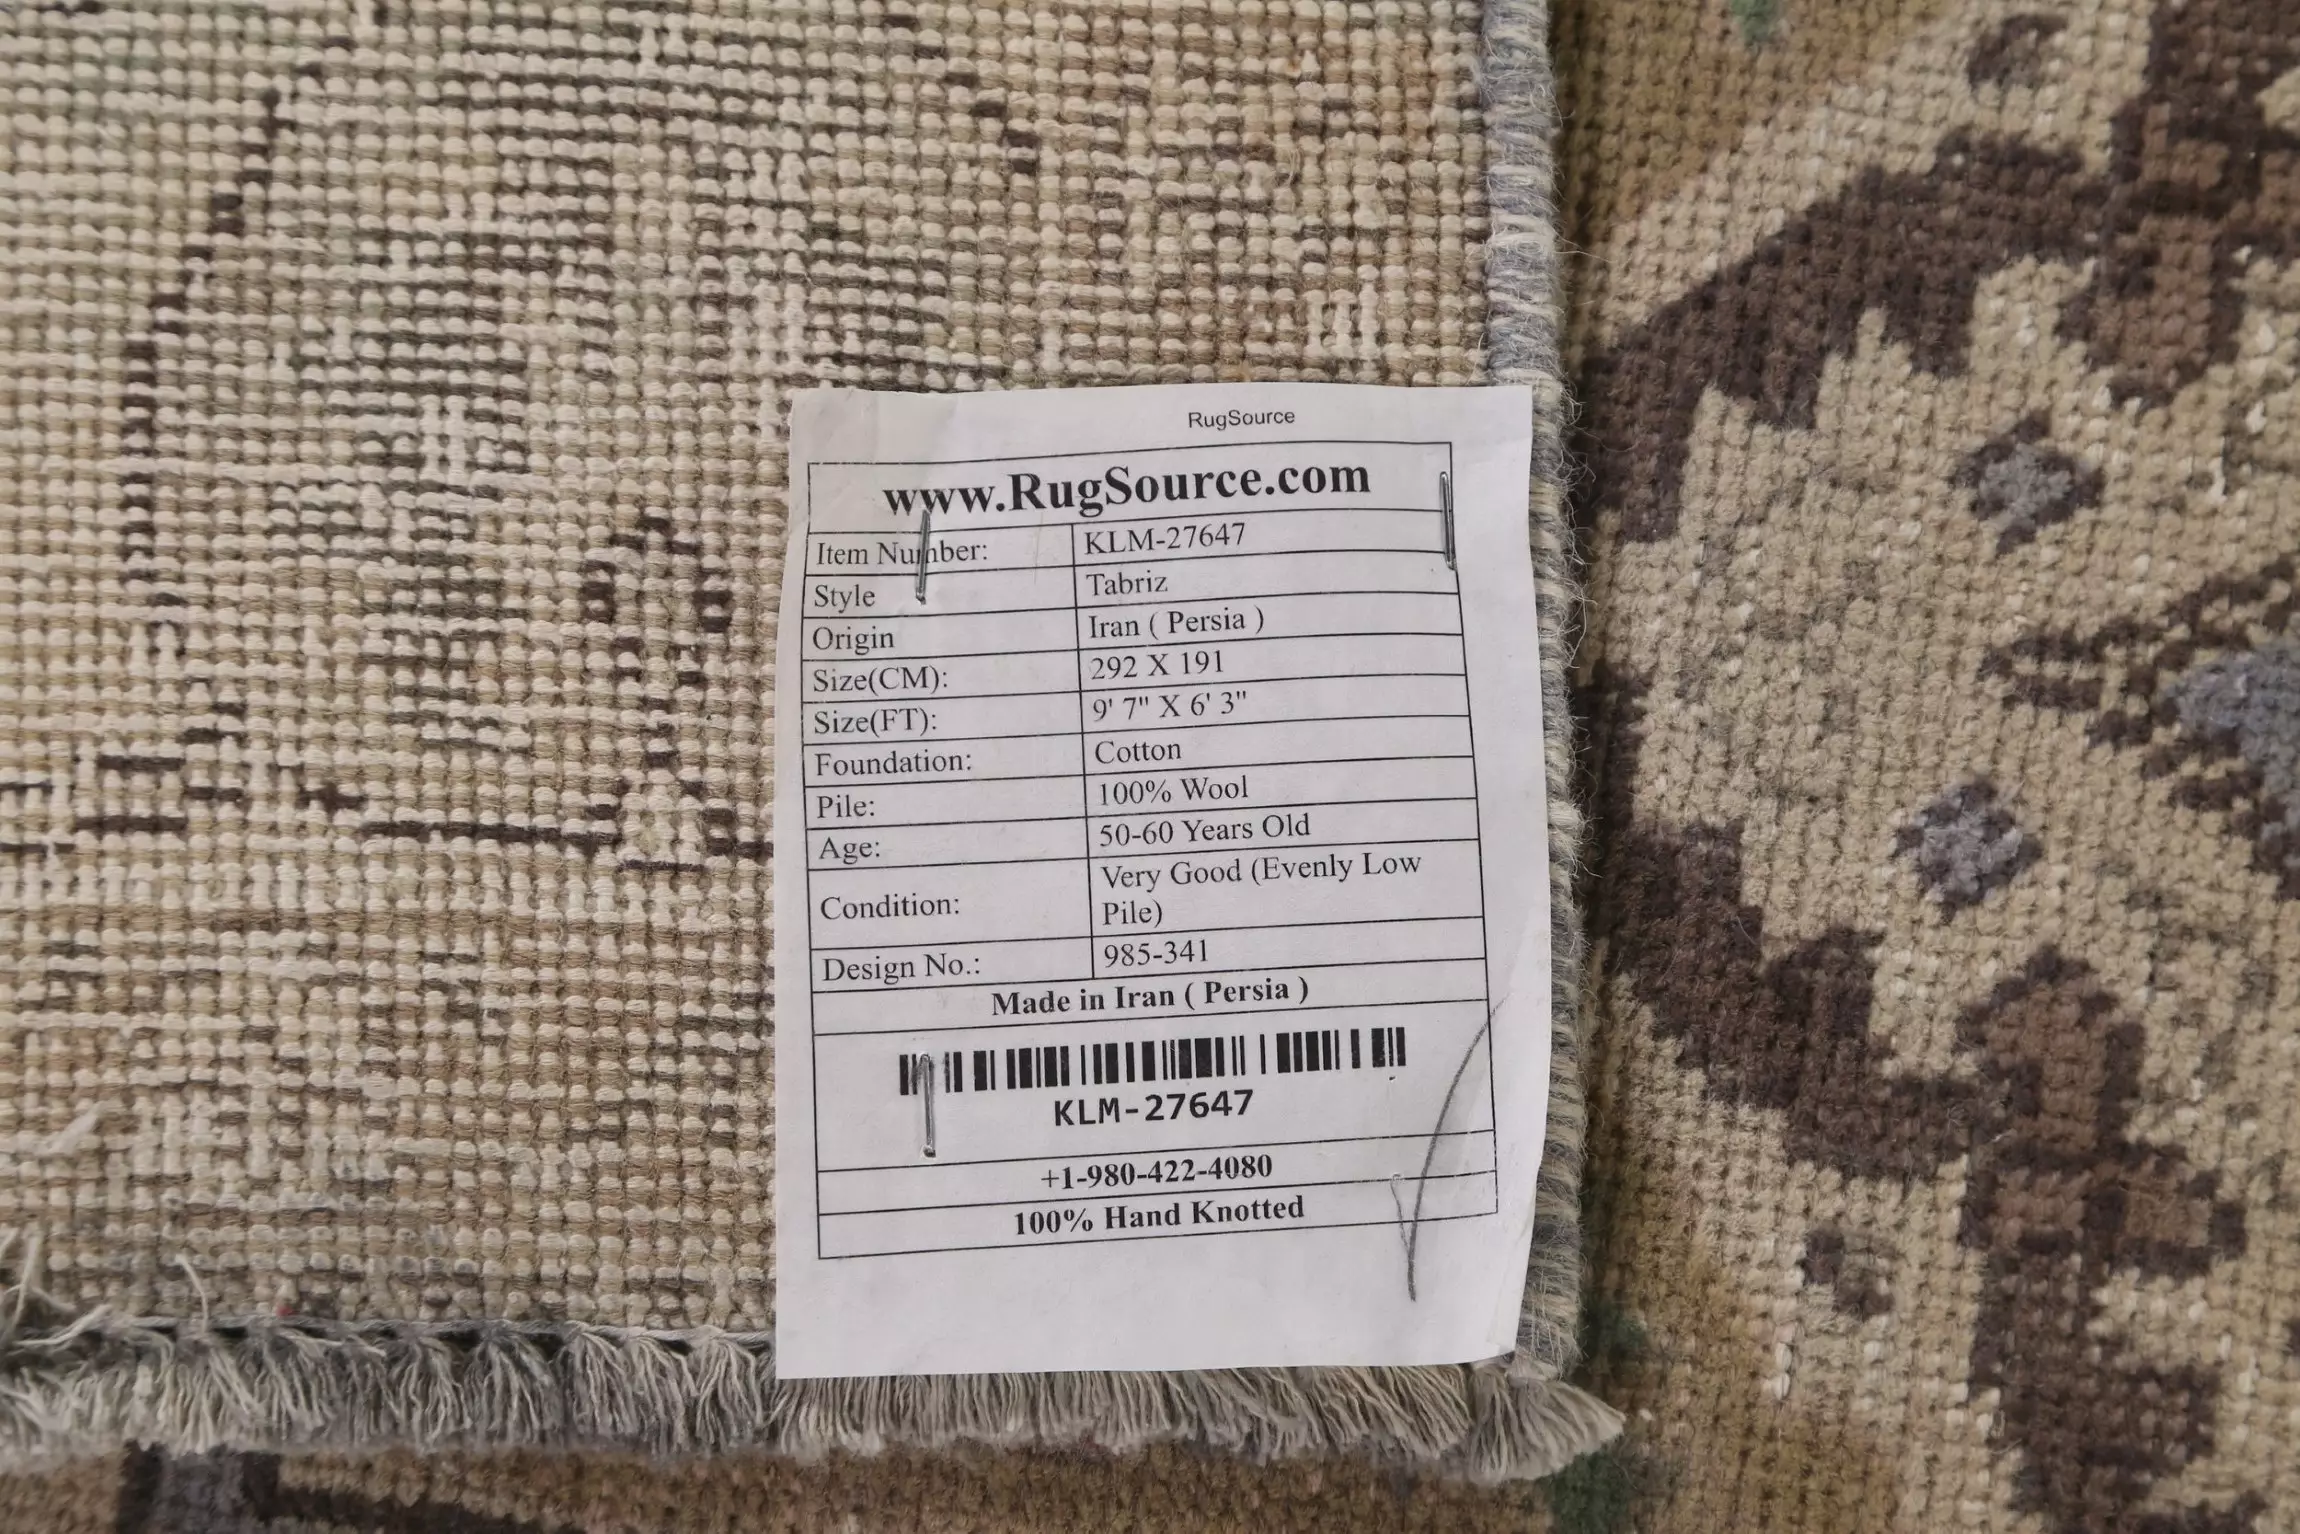 RugSource
www.RugSource.com
Item Number: KLM-27647
Style Tabriz
Origin Iran ( Persia )
Size(CM): 292 X 191
Size(FT): 9' 7" X 6' 3"
Foundation: Cotton
Pile: 100% Wool
Age: 50-60 Years Old
Condition: Very Good (Evenly Low
Pile)
Design No.: 985-341
Made in Iran ( Persia )
KLM-27647
+1-980-422-4080
100% Hand Knotted